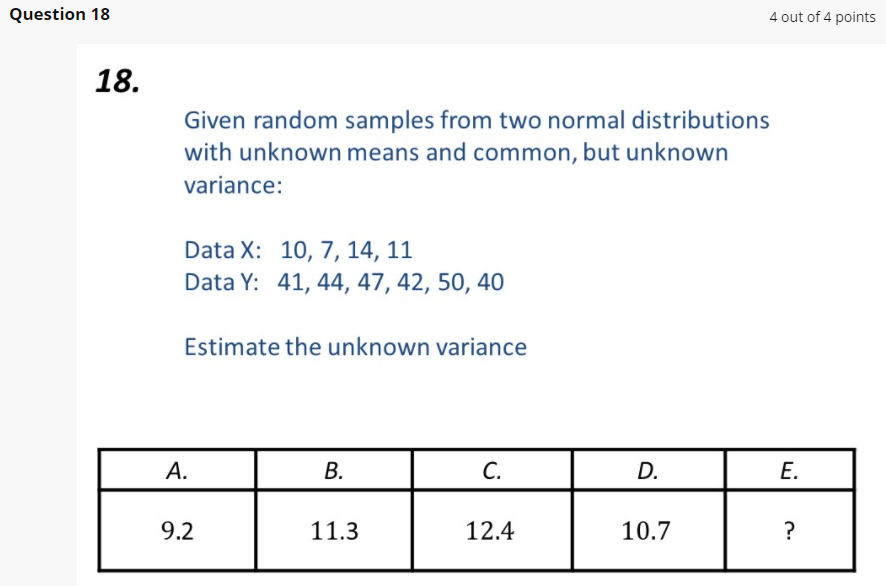 Question 18
4 out of 4 points
18.
Given random samples from two normal distributions
with unknown means and common, but unknown
variance:
Data X: 10, 7, 14, 11
Data Y: 41, 44, 47, 42, 50, 40
Estimate the unknown variance
A. B. C. D. E.
9.2 11.3 12.4 10.7 ?